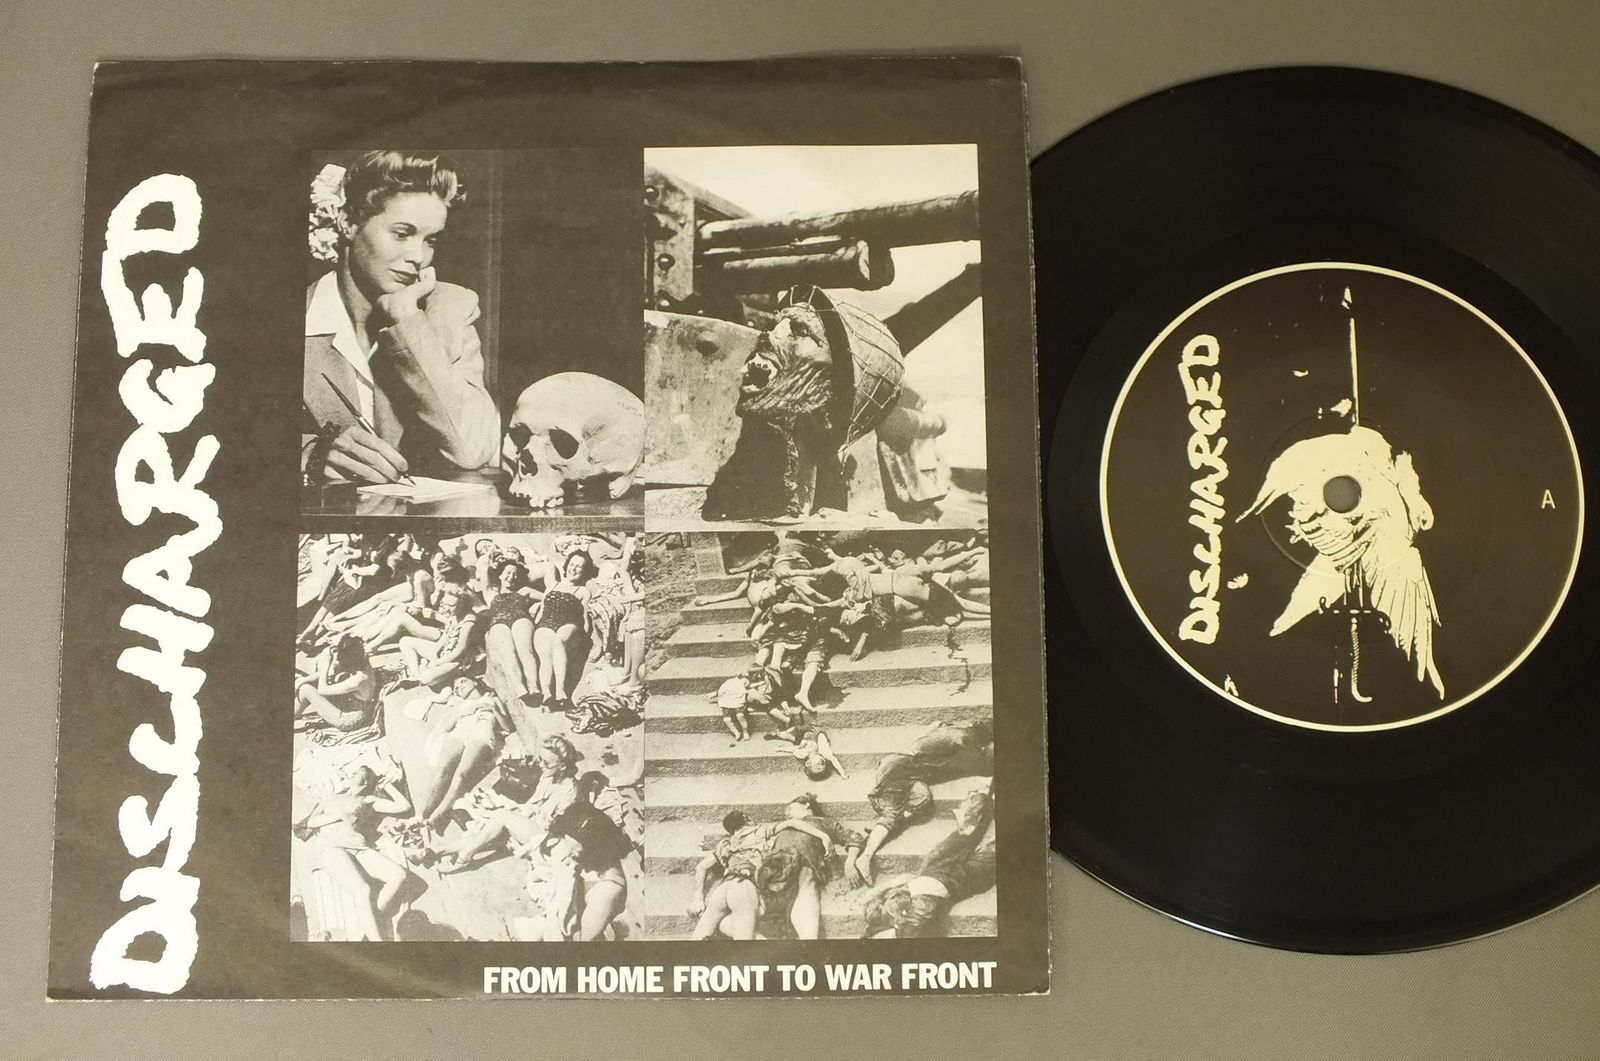 DISCHARGED
FROM HOME FRONT TO WAR FRONT
DISCHARGED
A